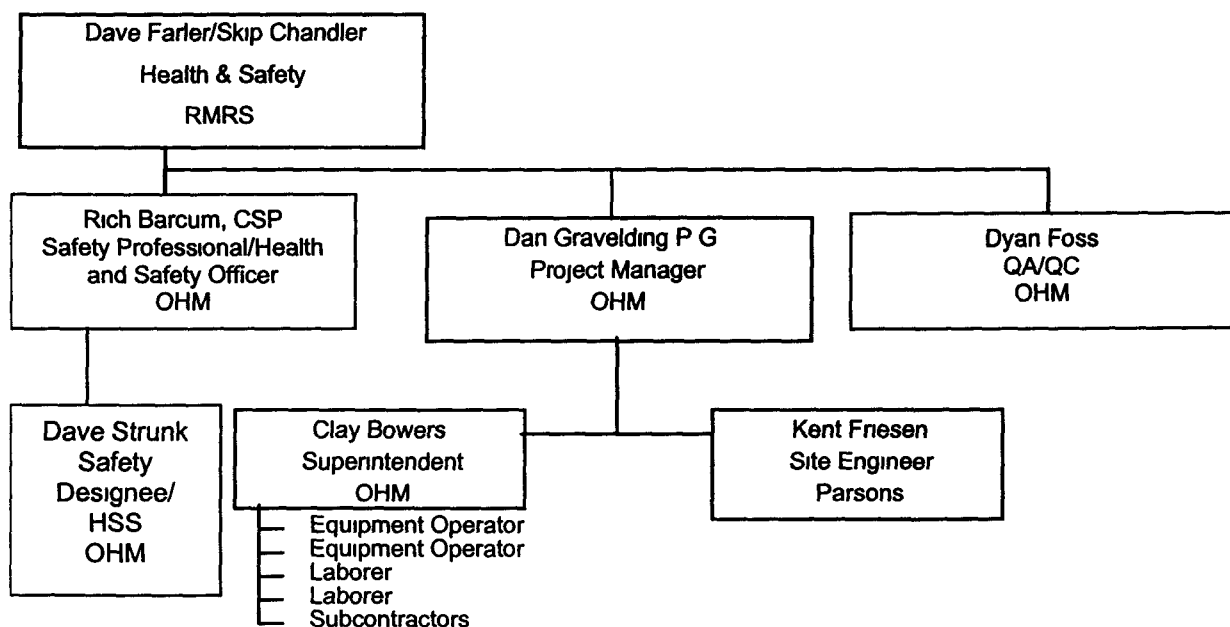 Dave Farler/Skip Chandler
Health & Safety
RMRS
Rich Barcum, CSP
Safety Professional/Health
and Safety Officer
OHM
Dan Gravelding P G
Project Manager
OHM
Dyan Foss
QA/QC
OHM
Dave Strunk
Safety
Designee/
HSS
OHM
Clay Bowers
Superintendent
OHM
Kent Friesen
Site Engineer
Parsons
Equipment Operator
Equipment Operator
Laborer
Laborer
Subcontractors